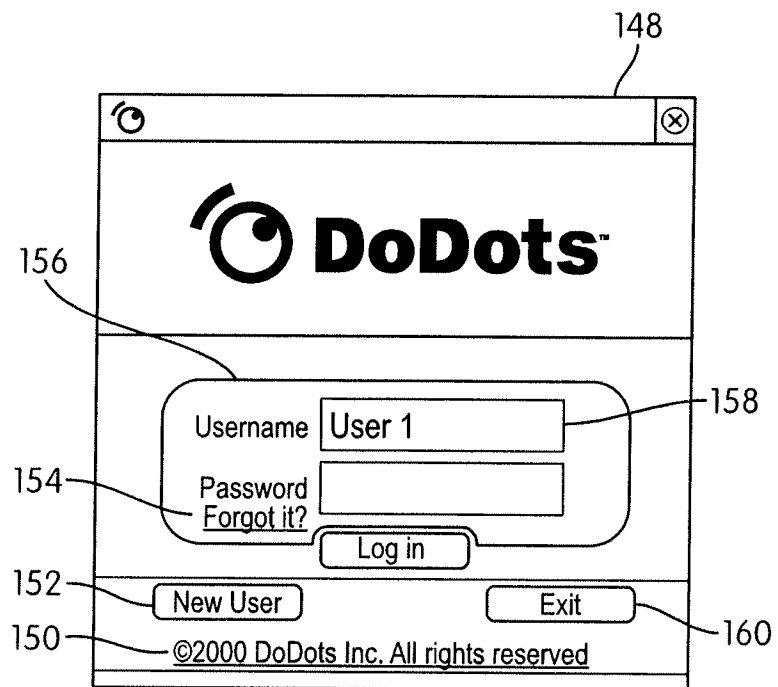 148
DoDots™
156
Username User 1
158
154
Password
Forgot it?
Log in
152
New User
Exit
160
150
©2000 DoDots Inc. All rights reserved